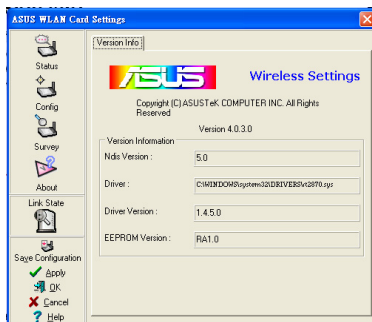 ASUS WLAN Card Settings
Status
Config
Survey
About
Link State
Save Configuration
Apply
OK
Cancel
Help
Version Info
ASUS
Wireless Settings
Copyright (C) ASUSTeK COMPUTER INC. All Rights
Reserved
Version 4.0.3.0
Version Information
Ndis Version : 5.0
Driver : C:\WINDOWS\system32\DRIVERS\rt2870.sys
Driver Version : 1.4.5.0
EEPROM Version : RA1.0